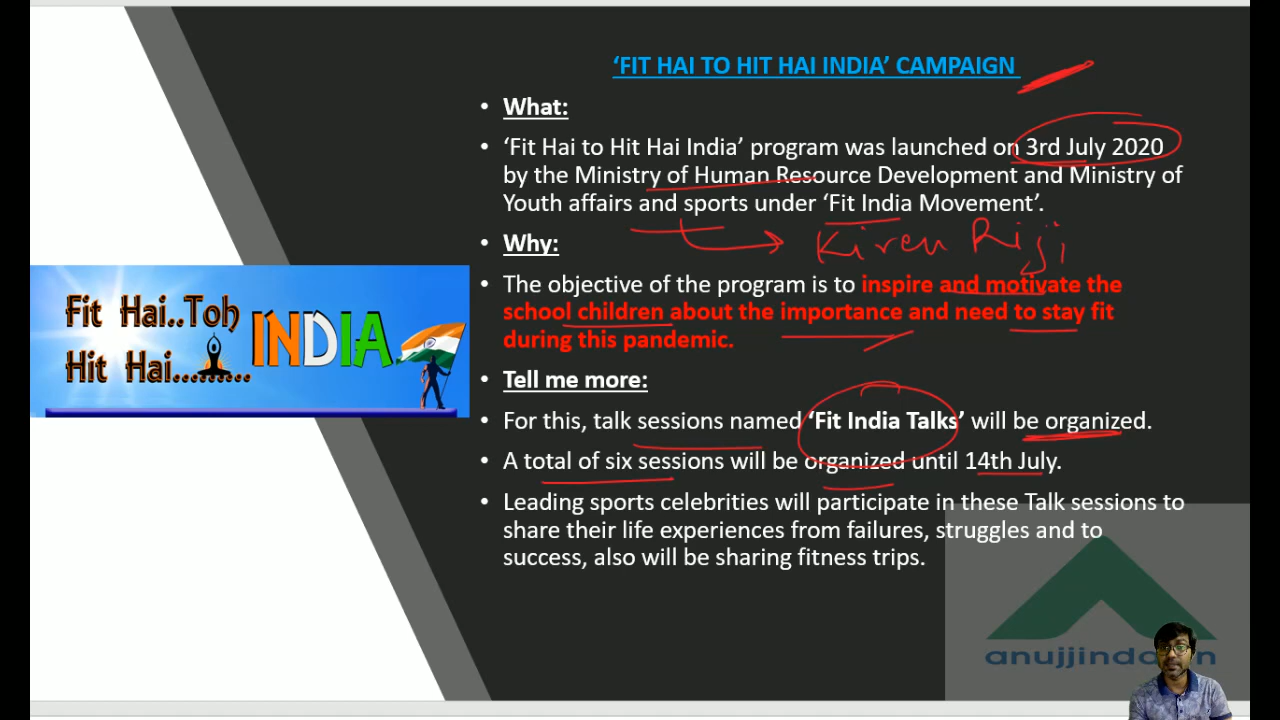 ‘FIT HAI TO HIT HAI INDIA’ CAMPAIGN
• What:
• ‘Fit Hai to Hit Hai India’ program was launched on 3rd July 2020
by the Ministry of Human Resource Development and Ministry of
Youth affairs and sports under ‘Fit India Movement’.
Kiren Rijiji
• Why:
• The objective of the program is to inspire and motivate the
school children about the importance and need to stay fit
during this pandemic.
Fit Hai..Toh
Hit Hai.........
INDIA
• Tell me more:
• For this, talk sessions named ‘Fit India Talks’ will be organized.
• A total of six sessions will be organized until 14th July.
• Leading sports celebrities will participate in these Talk sessions to
share their life experiences from failures, struggles and to
success, also will be sharing fitness trips.